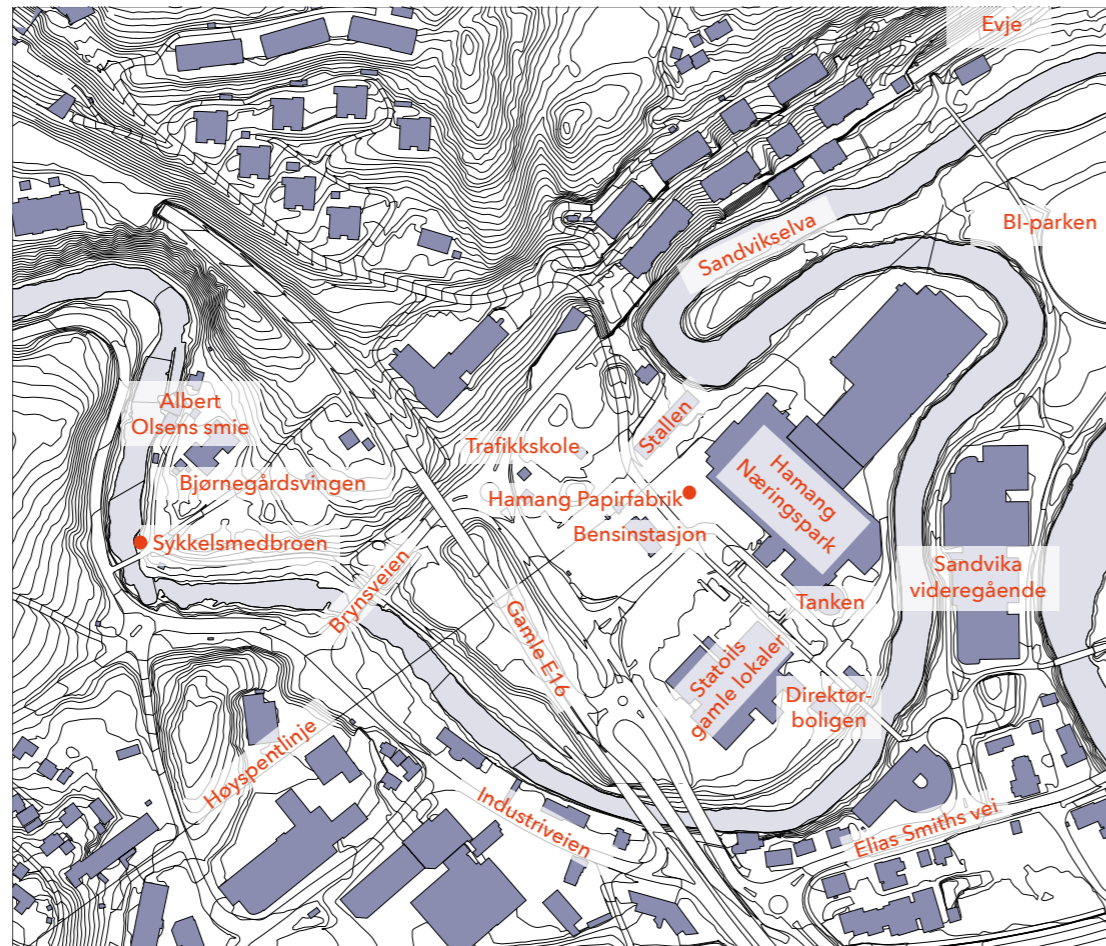 Evje
BI-parken
Sandvikselva
Albert
Olsens smie
Stallen
Trafikkskole
Bjørnegårdsvingen
Hamang
Næringspark
Hamang Papirfabrik
Bensinstasjon
Sykkelsmedbroen
Sandvika
videregående
Brynsveien
Tanken
Gamle E16
Statoils
gamle lokaler
Direktør-
boligen
Høyspentlinje
Industriveien
Elias Smiths vei